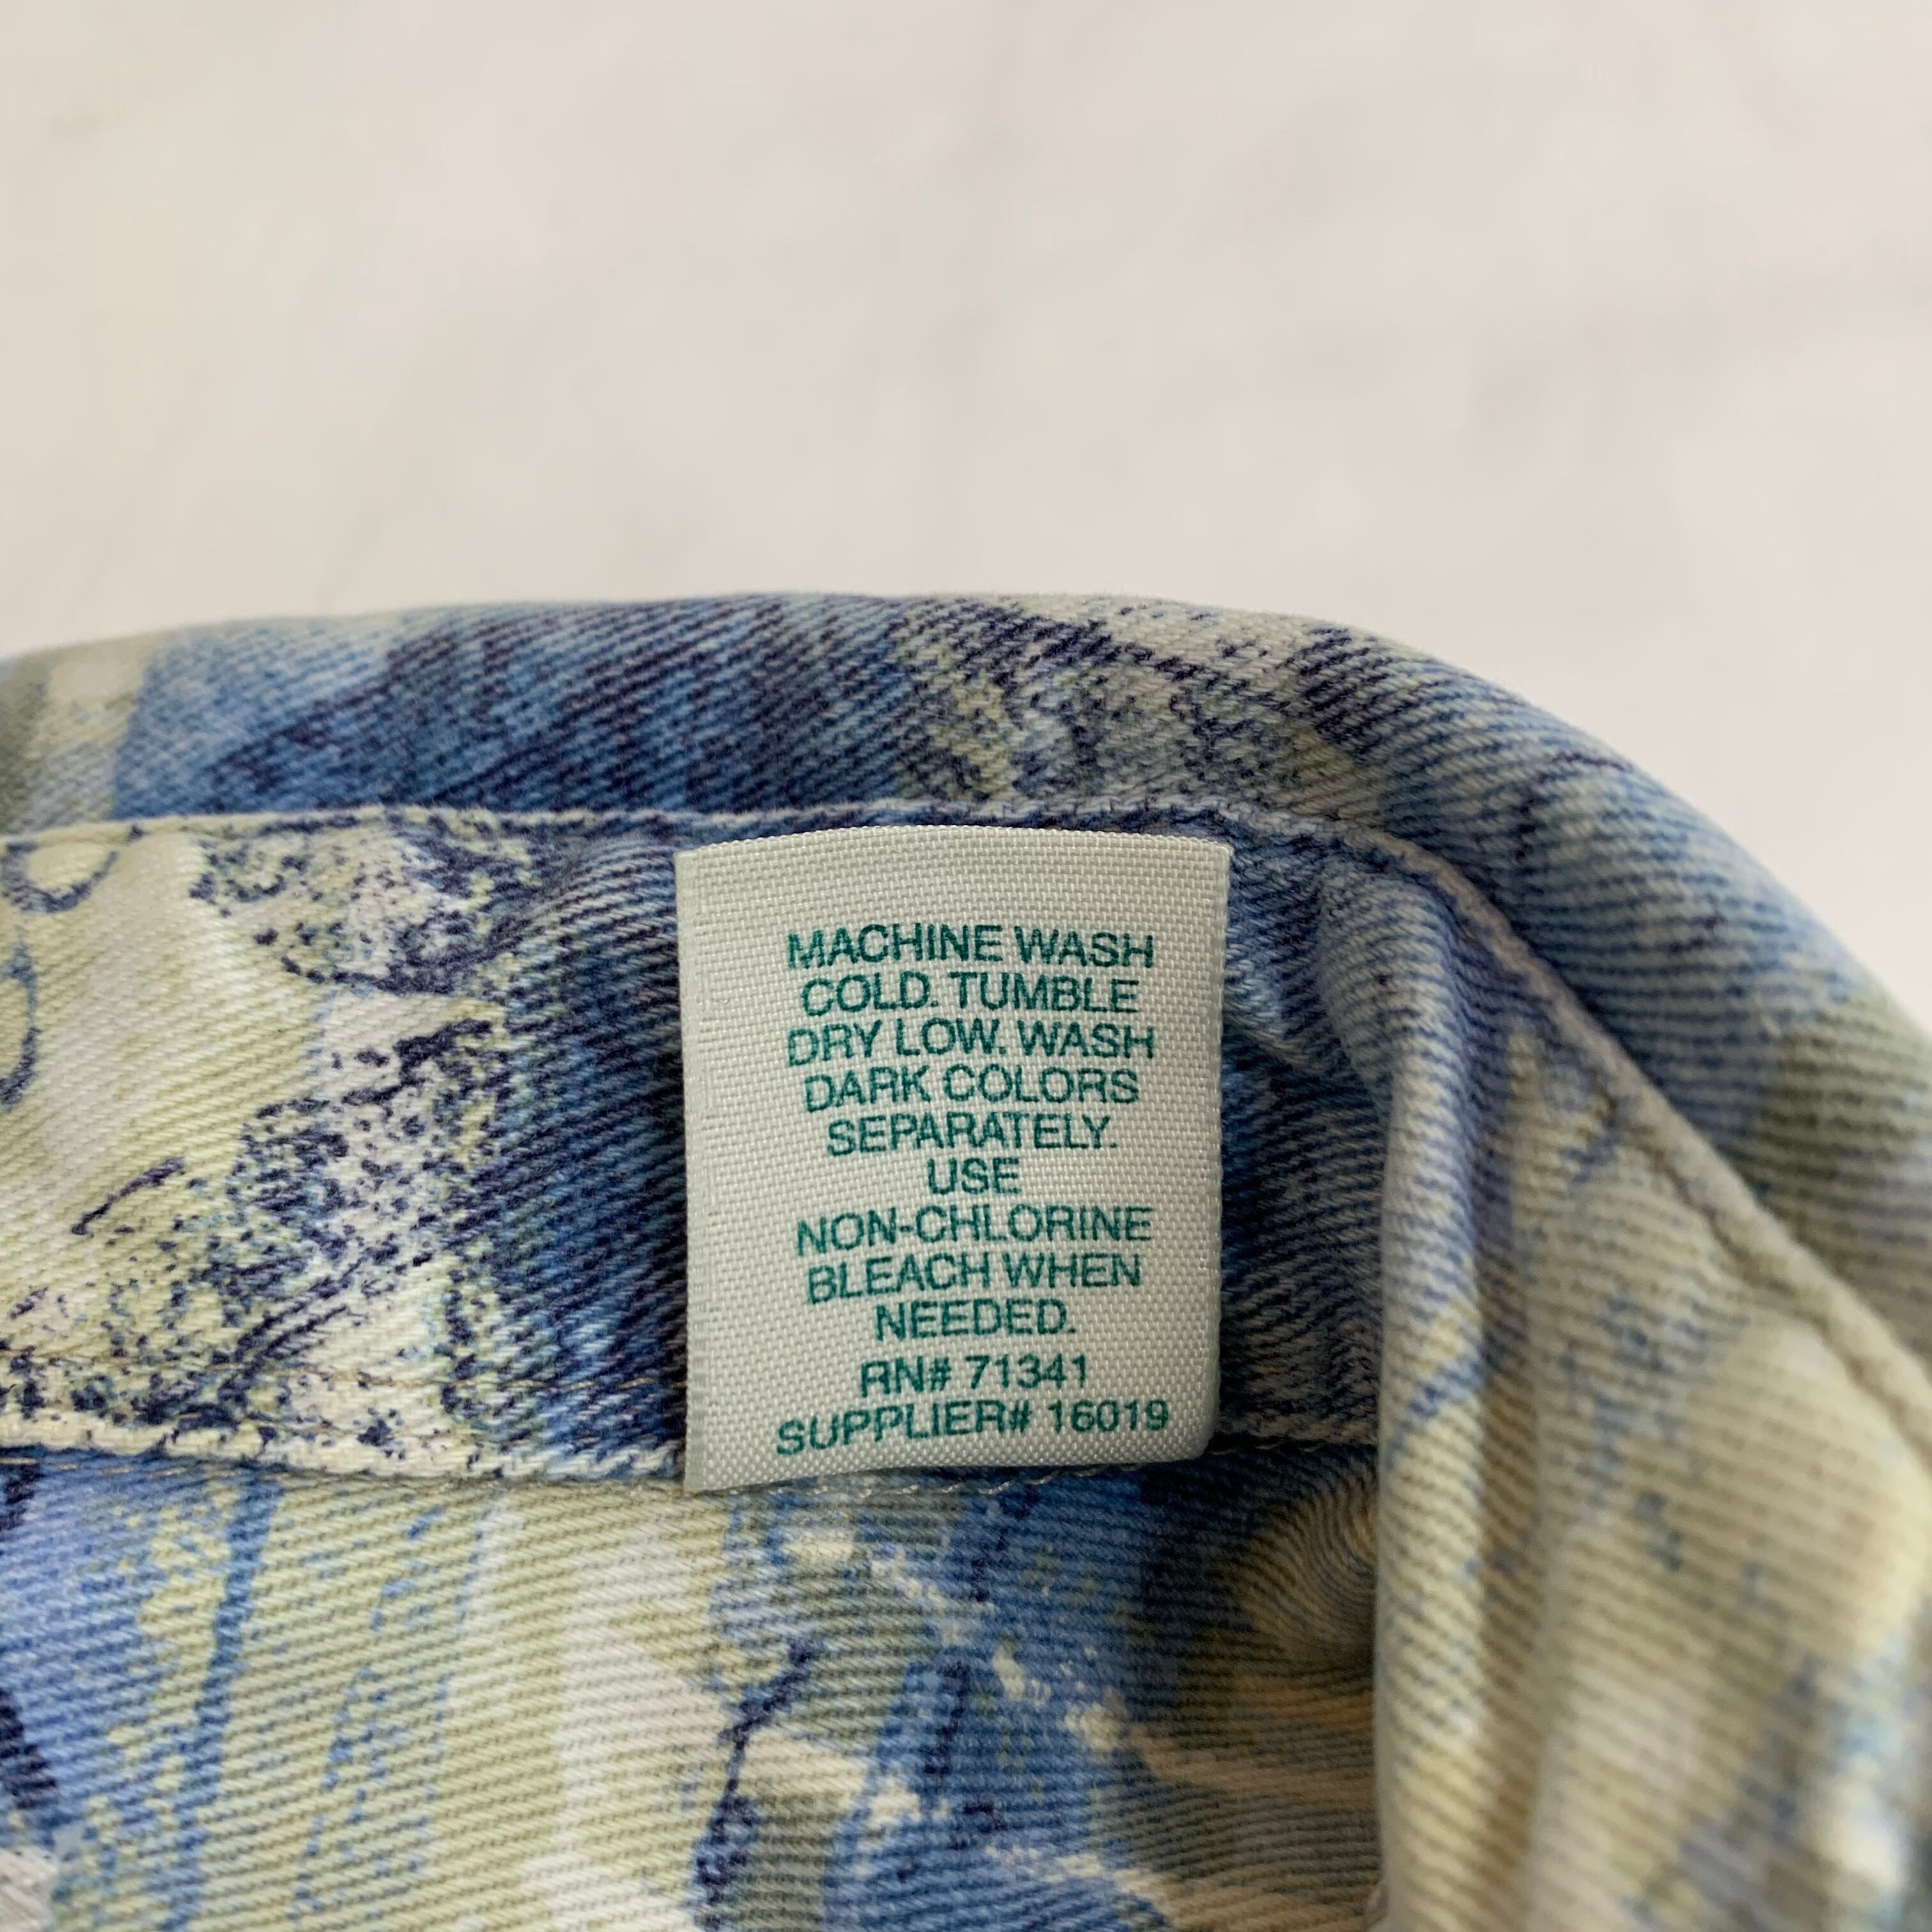 MACHINE WASH
COLD. TUMBLE
DRY LOW. WASH
DARK COLORS
SEPARATELY.
USE
NON-CHLORINE
BLEACH WHEN
NEEDED.
RN# 71341
SUPPLIER# 16019